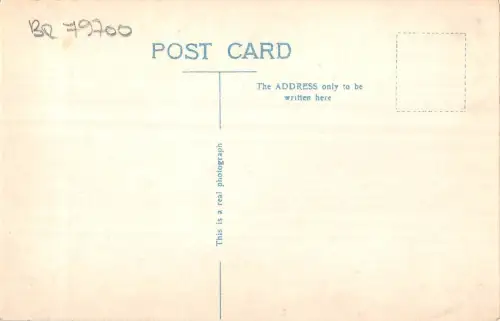 BR 79700
POST CARD
The ADDRESS only to be
written here
This is a real photograph